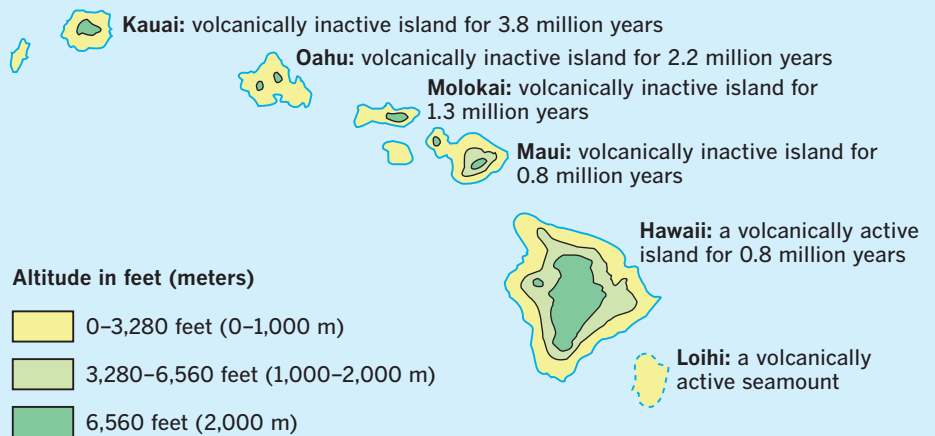 Kauai: volcanically inactive island for 3.8 million years
Oahu: volcanically inactive island for 2.2 million years
Molokai: volcanically inactive island for
1.3 million years
Maui: volcanically inactive island for
0.8 million years
Hawaii: a volcanically active
island for 0.8 million years
Altitude in feet (meters)
0–3,280 feet (0–1,000 m)
3,280–6,560 feet (1,000–2,000 m)
6,560 feet (2,000 m)
Loihi: a volcanically
active seamount